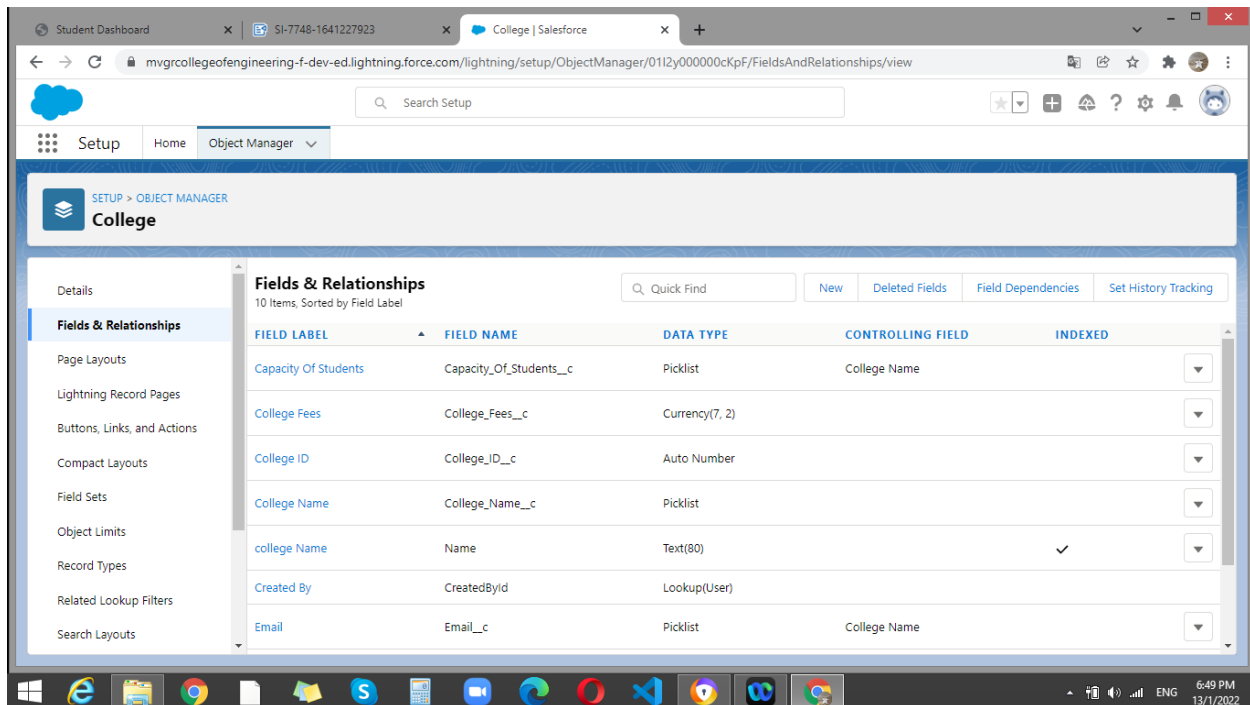 Student Dashboard
SI-7748-1641227923
College | Salesforce
mvgrcollegeofengineering-f-dev-ed.lightning.force.com/lightning/setup/ObjectManager/01I2y000000cKpF/FieldsAndRelationships/view
Search Setup
Setup Home Object Manager
SETUP > OBJECT MANAGER
College
Details
Fields & Relationships
Page Layouts
Lightning Record Pages
Buttons, Links, and Actions
Compact Layouts
Field Sets
Object Limits
Record Types
Related Lookup Filters
Search Layouts
Fields & Relationships
10 Items, Sorted by Field Label
Quick Find
New Deleted Fields Field Dependencies Set History Tracking
FIELD LABEL FIELD NAME DATA TYPE CONTROLLING FIELD INDEXED
Capacity Of Students Capacity_Of_Students__c Picklist College Name
College Fees College_Fees__c Currency(7, 2)
College ID College_ID__c Auto Number
College Name College_Name__c Picklist
college Name Name Text(80)
Created By CreatedById Lookup(User)
Email Email__c Picklist College Name
ENG
6:49 PM
13/1/2022